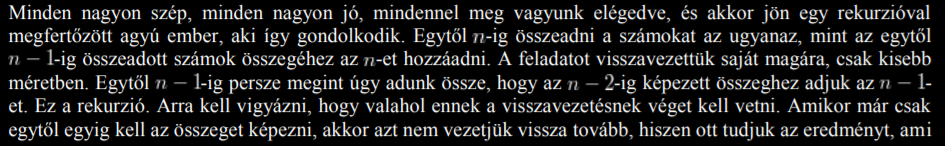 Minden nagyon szép, minden nagyon jó, mindennel meg vagyunk elégedve, és akkor jön egy rekurzióval
megfertőzött agyú ember, aki így gondolkodik. Egytől n-ig összeadni a számokat az ugyanaz, mint az egytől
n − 1-ig összeadott számok összegéhez az n-et hozzáadni. A feladatot visszavezettük saját magára, csak kisebb
méretben. Egytől n − 1-ig persze megint úgy adunk össze, hogy az n − 2-ig képezett összeghez adjuk az n − 1-
et. Ez a rekurzió. Arra kell vigyázni, hogy valahol ennek a visszavezetésnek véget kell vetni. Amikor már csak
egytől egyig kell az összeget képezni, akkor azt nem vezetjük vissza tovább, hiszen ott tudjuk az eredményt, ami